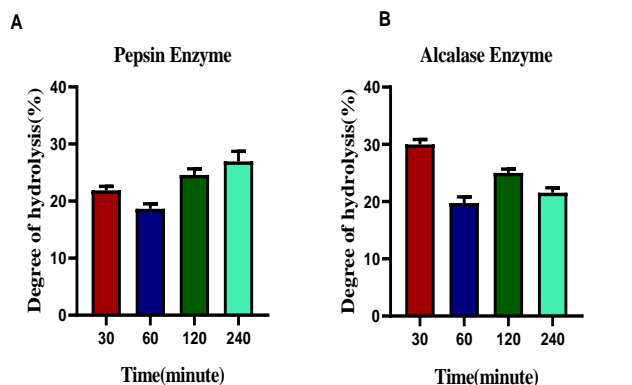 A
Pepsin Enzyme
Degree of hydrolysis(%)
40
30
20
10
0
30 60 120 240
Time(minute)
B
Alcalase Enzyme
Degree of hydrolysis(%)
40
30
20
10
0
30 60 120 240
Time(minute)